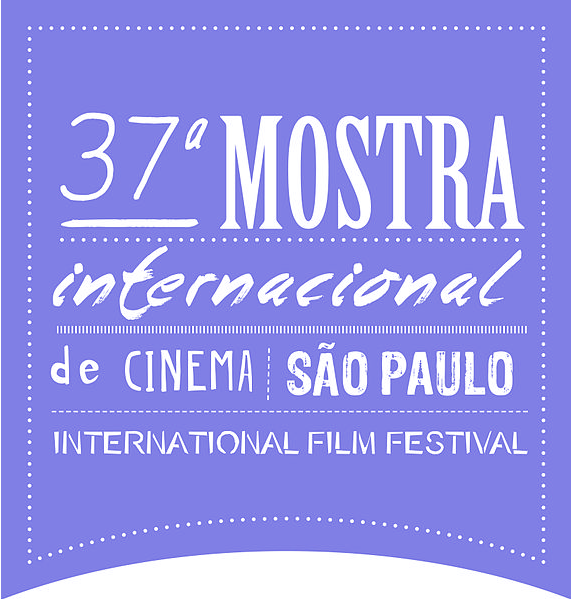 37ª MOSTRA
internacional
de CINEMA SÃO PAULO
INTERNATIONAL FILM FESTIVAL